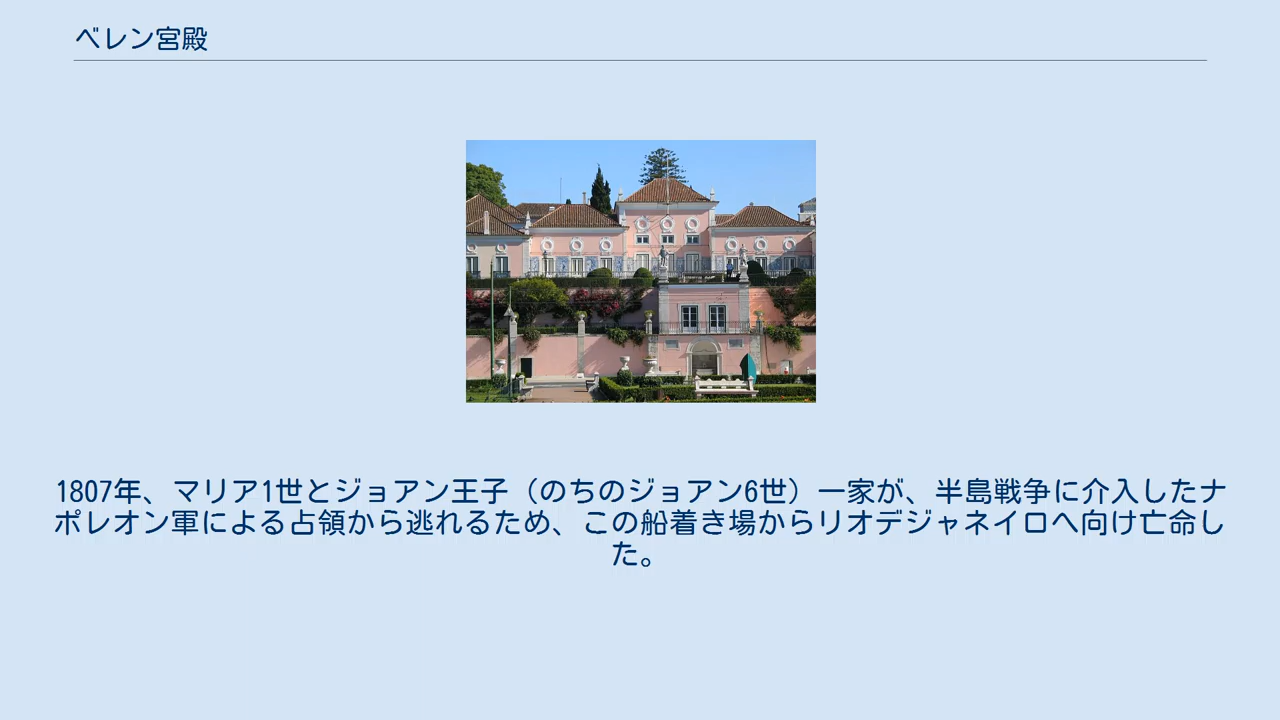 ベレン宮殿
1807年、マリア1世とジョアン王子（のちのジョアン6世）一家が、半島戦争に介入したナ
ポレオン軍による占領から逃れるため、この船着き場からリオデジャネイロへ向け亡命し
た。